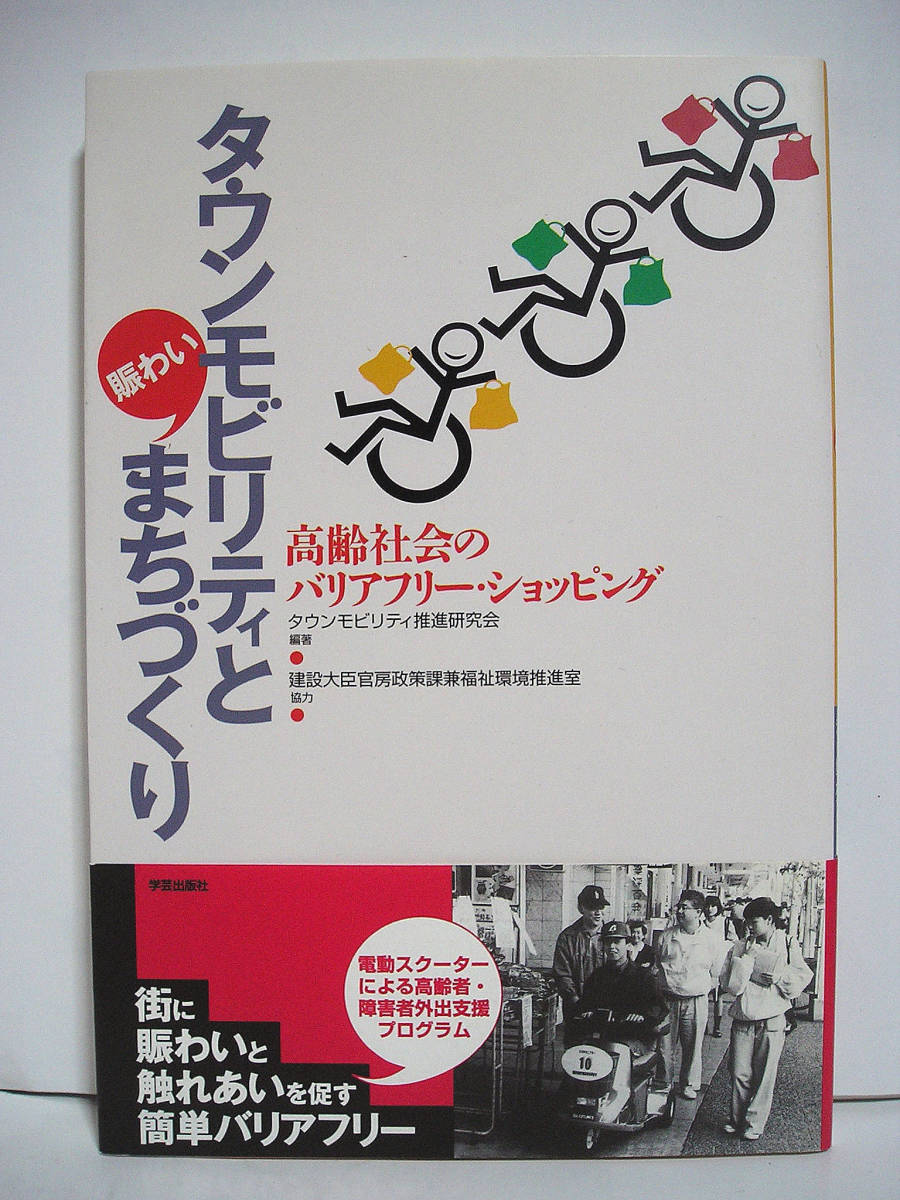 タウンモビリティと
賑わい
まちづくり
高齢社会の
バリアフリー・ショッピング
タウンモビリティ推進研究会
編著
建設大臣官房政策課兼福祉環境推進室
協力
学芸出版社
電動スクーター
による高齢者・
障害者外出支援
プログラム
街に
賑わいと
触れあいを促す
簡単バリアフリー
10